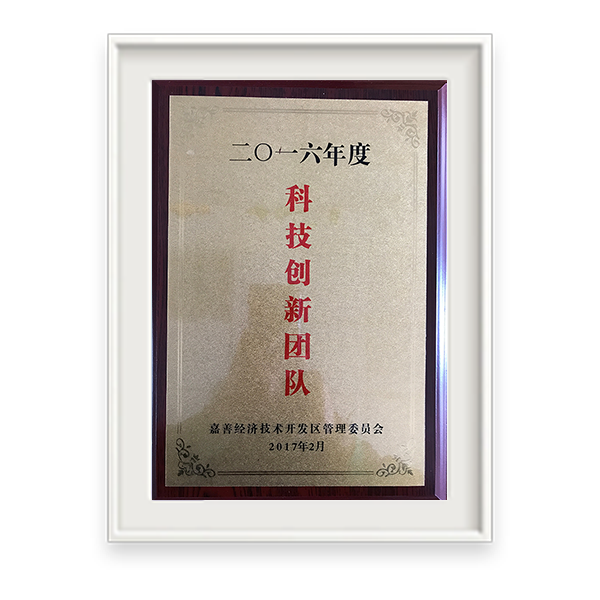 二〇一六年度
科技创新团队
嘉善经济技术开发区管理委员会
2017年2月